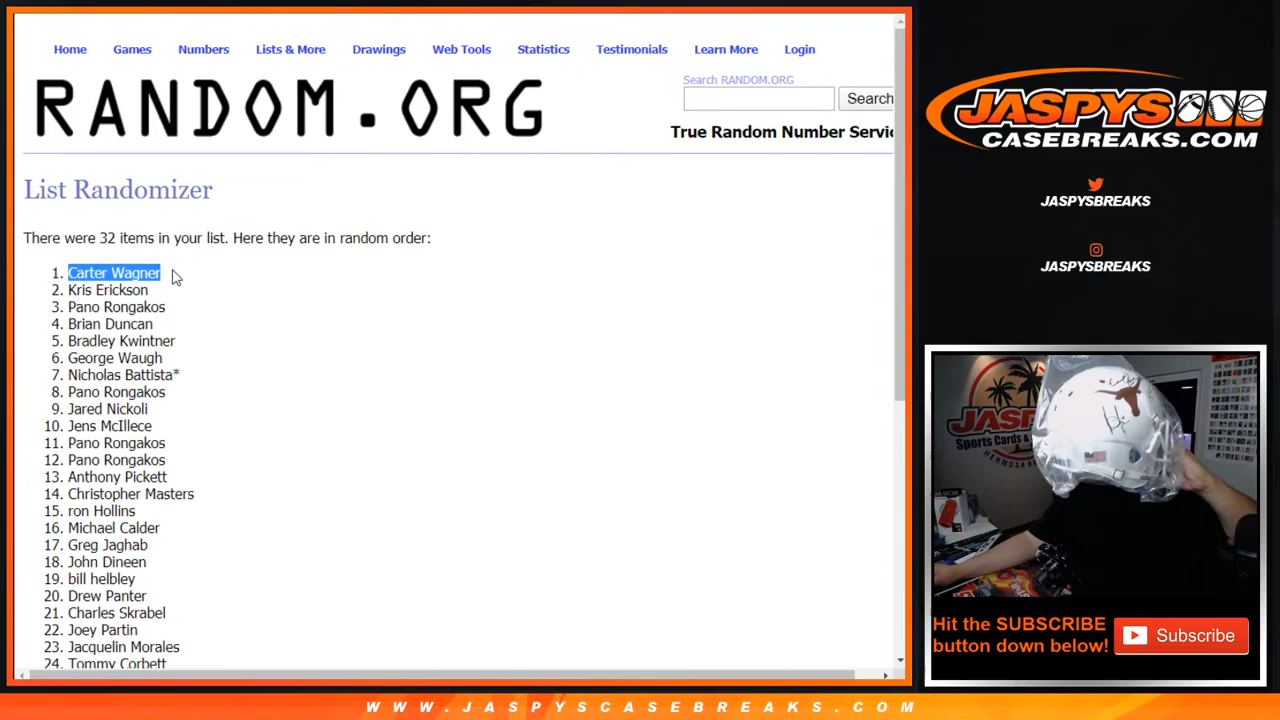 Home Games Numbers Lists & More Drawings Web Tools Statistics Testimonials Learn More Login
RANDOM.ORG
Search RANDOM.ORG
Search
True Random Number Servic
List Randomizer
There were 32 items in your list. Here they are in random order:
1. Carter Wagner
2. Kris Erickson
3. Pano Rongakos
4. Brian Duncan
5. Bradley Kwintner
6. George Waugh
7. Nicholas Battista*
8. Pano Rongakos
9. Jared Nickoli
10. Jens McIllece
11. Pano Rongakos
12. Pano Rongakos
13. Anthony Pickett
14. Christopher Masters
15. ron Hollins
16. Michael Calder
17. Greg Jaghab
18. John Dineen
19. bill helbley
20. Drew Panter
21. Charles Skrabel
22. Joey Partin
23. Jacquelin Morales
24. Tommy Corbett
JASPYS
CASEBREAKS.COM
JASPYSBREAKS
JASPYSBREAKS
JASPY
Sports Cards &
HERMOSA B
Hit the SUBSCRIBE
button down below!
Subscribe
WWW.JASPYSCASEBREAKS.COM